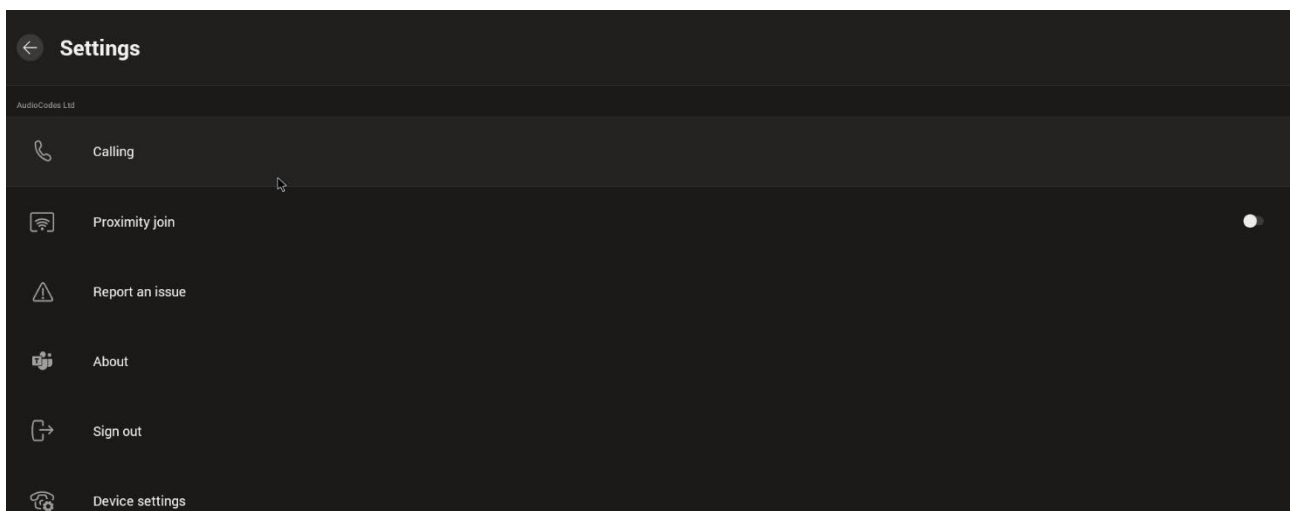 Settings
AudioCodes Ltd
Calling
Proximity join
Report an issue
About
Sign out
Device settings